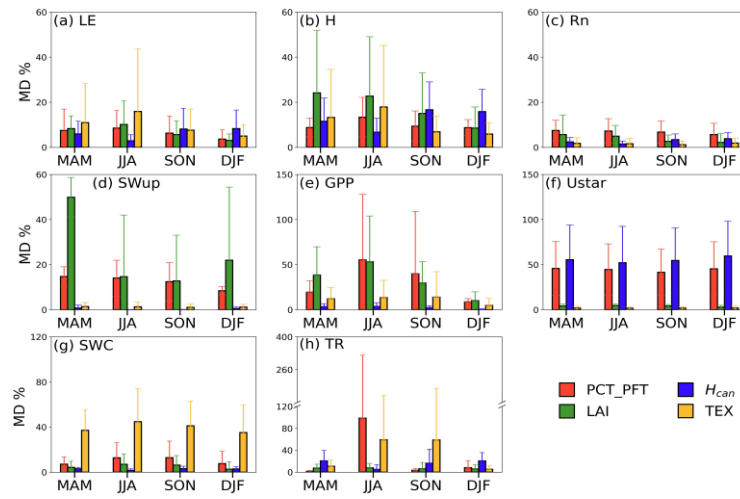 (a) LE
(b) H
(c) Rn
MD %
60
40
20
0
60
40
20
0
60
40
20
0
MAM JJA SON DJF
MAM JJA SON DJF
MAM JJA SON DJF
(d) SWup
(e) GPP
(f) Ustar
MD %
60
40
20
0
150
100
50
0
150
100
50
0
MAM JJA SON DJF
MAM JJA SON DJF
MAM JJA SON DJF
(g) SWC
(h) TR
MD %
120
80
40
0
400
260
120
80
40
0
MAM JJA SON DJF
MAM JJA SON DJF
PCT_PFT
H_can
LAI
TEX